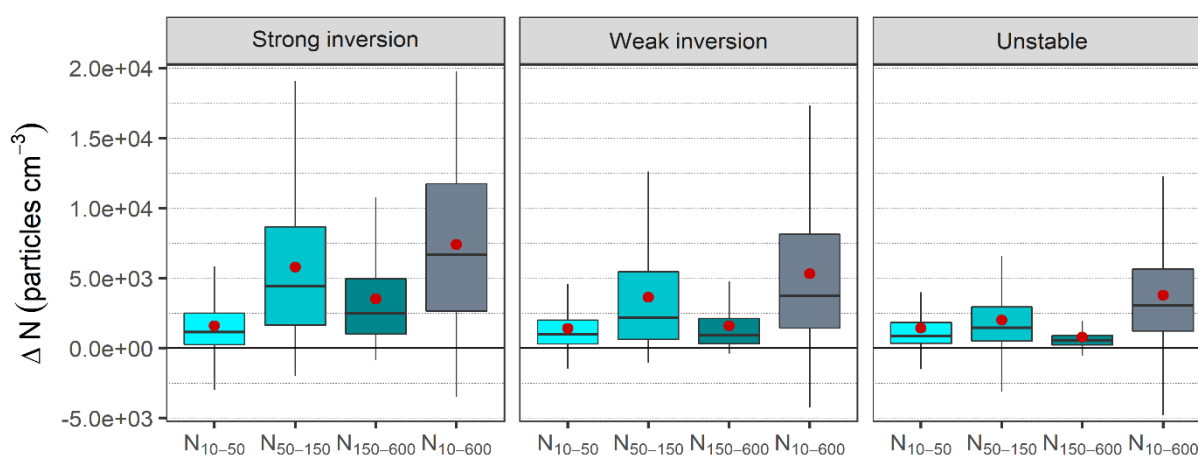 Strong inversion Weak inversion Unstable
Δ N (particles cm⁻³)
2.0e+04
1.5e+04
1.0e+04
5.0e+03
0.0e+00
-5.0e+03
N₁₀₋₅₀ N₅₀₋₁₅₀ N₁₅₀₋₆₀₀ N₁₀₋₆₀₀ N₁₀₋₅₀ N₅₀₋₁₅₀ N₁₅₀₋₆₀₀ N₁₀₋₆₀₀ N₁₀₋₅₀ N₅₀₋₁₅₀ N₁₅₀₋₆₀₀ N₁₀₋₆₀₀